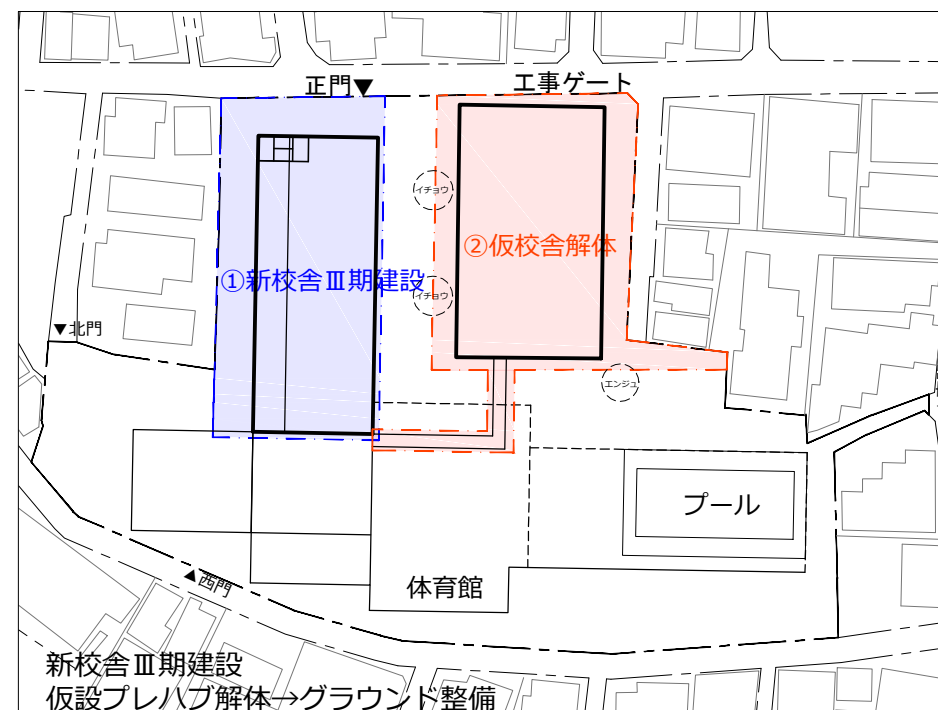 正門▼
工事ゲート
イチョウ
②仮校舎解体
①新校舎Ⅲ期建設
イチョウ
▼北門
エンジュ
プール
▲西門
体育館
新校舎Ⅲ期建設
仮設プレハブ解体→グラウンド整備